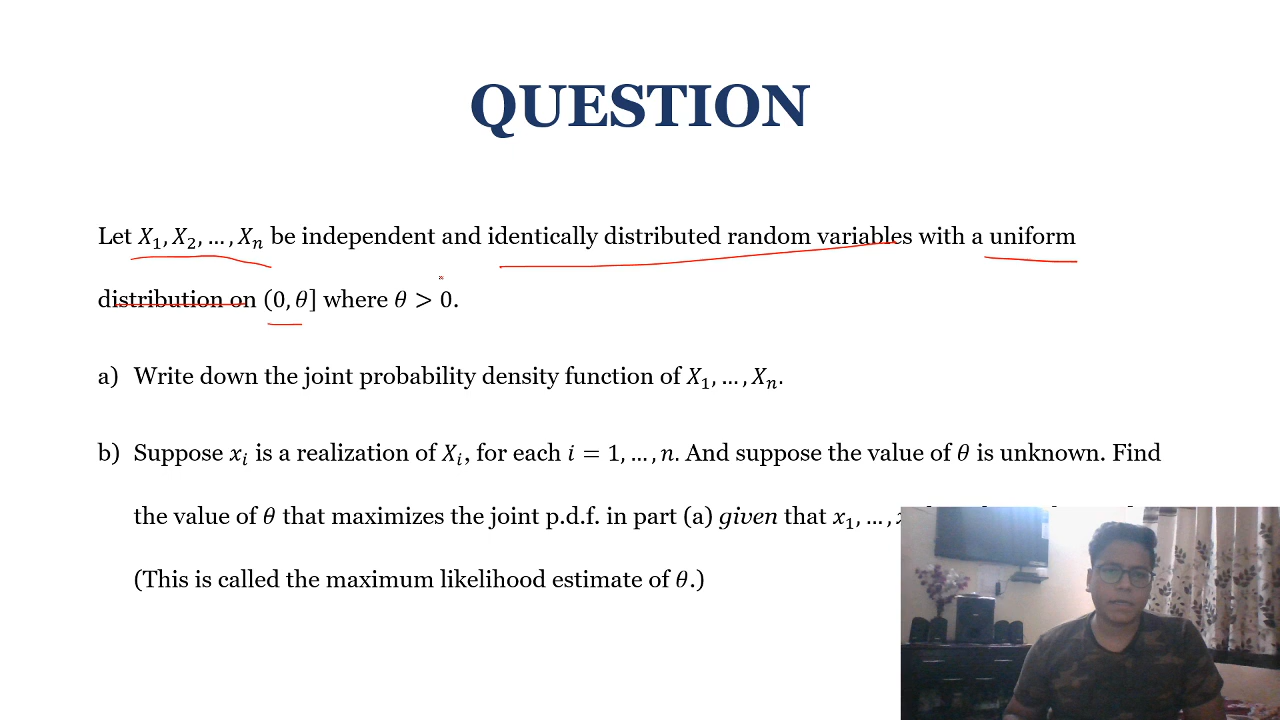 QUESTION
Let X₁, X₂, …, Xₙ be independent and identically distributed random variables with a uniform
distribution on (0, θ] where θ > 0.
a) Write down the joint probability density function of X₁, …, Xₙ.
b) Suppose xᵢ is a realization of Xᵢ, for each i = 1, …, n. And suppose the value of θ is unknown. Find
the value of θ that maximizes the joint p.d.f. in part (a) given that x₁, …,
(This is called the maximum likelihood estimate of θ.)